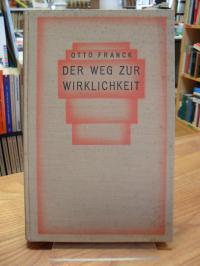 OTTO FRANCK
DER WEG ZUR
WIRKLICHKEIT